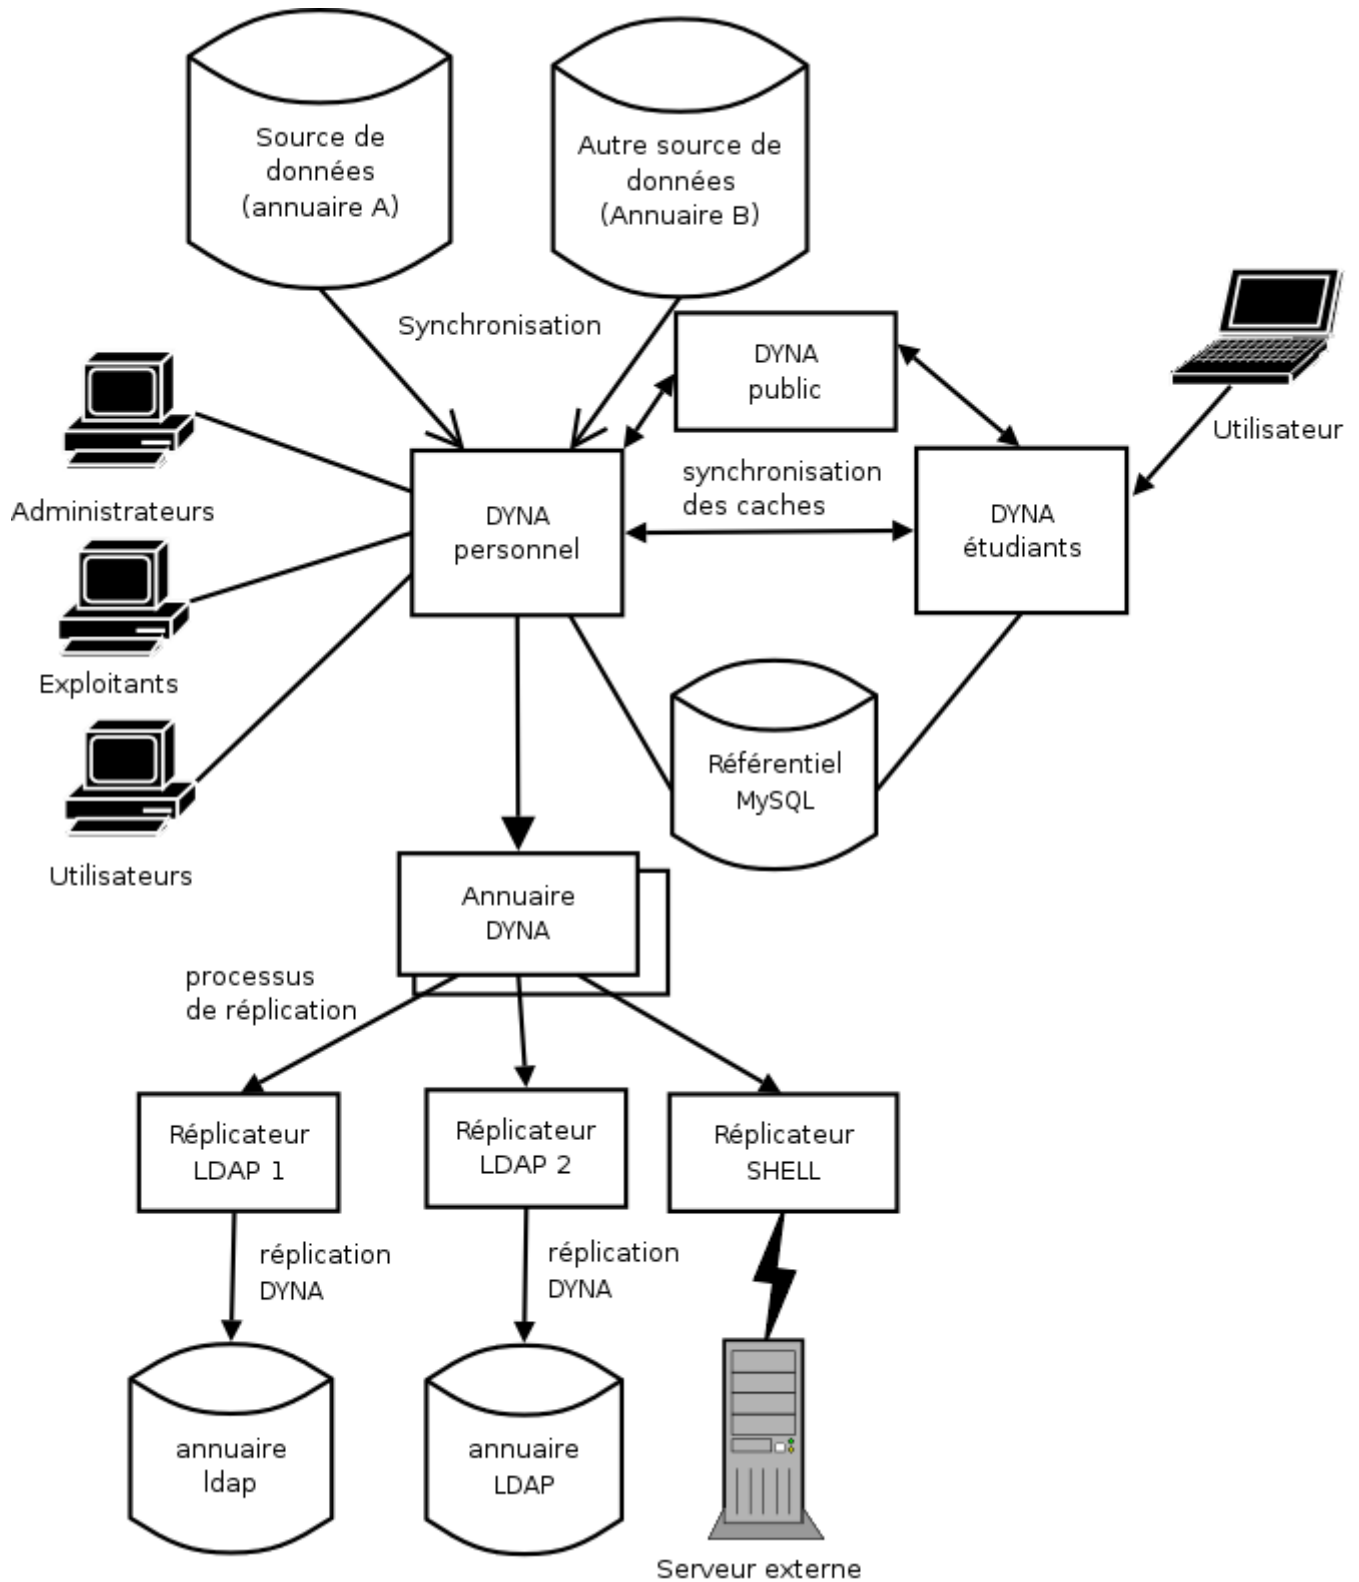 Source de
données
(annuaire A)
Autre source de
données
(Annuaire B)
Synchronisation
DYNA
public
Utilisateur
Administrateurs
DYNA
personnel
synchronisation
des caches
DYNA
étudiants
Exploitants
Utilisateurs
Référentiel
MySQL
Annuaire
DYNA
processus
de réplication
Réplicateur
LDAP 1
Réplicateur
LDAP 2
Réplicateur
SHELL
réplication
DYNA
réplication
DYNA
annuaire
ldap
annuaire
LDAP
Serveur externe